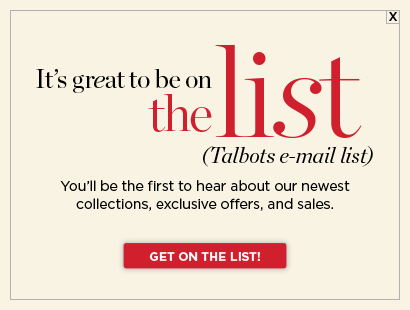 X
It's great to be on
the list
(Talbots e-mail list)
You'll be the first to hear about our newest
collections, exclusive offers, and sales.
GET ON THE LIST!